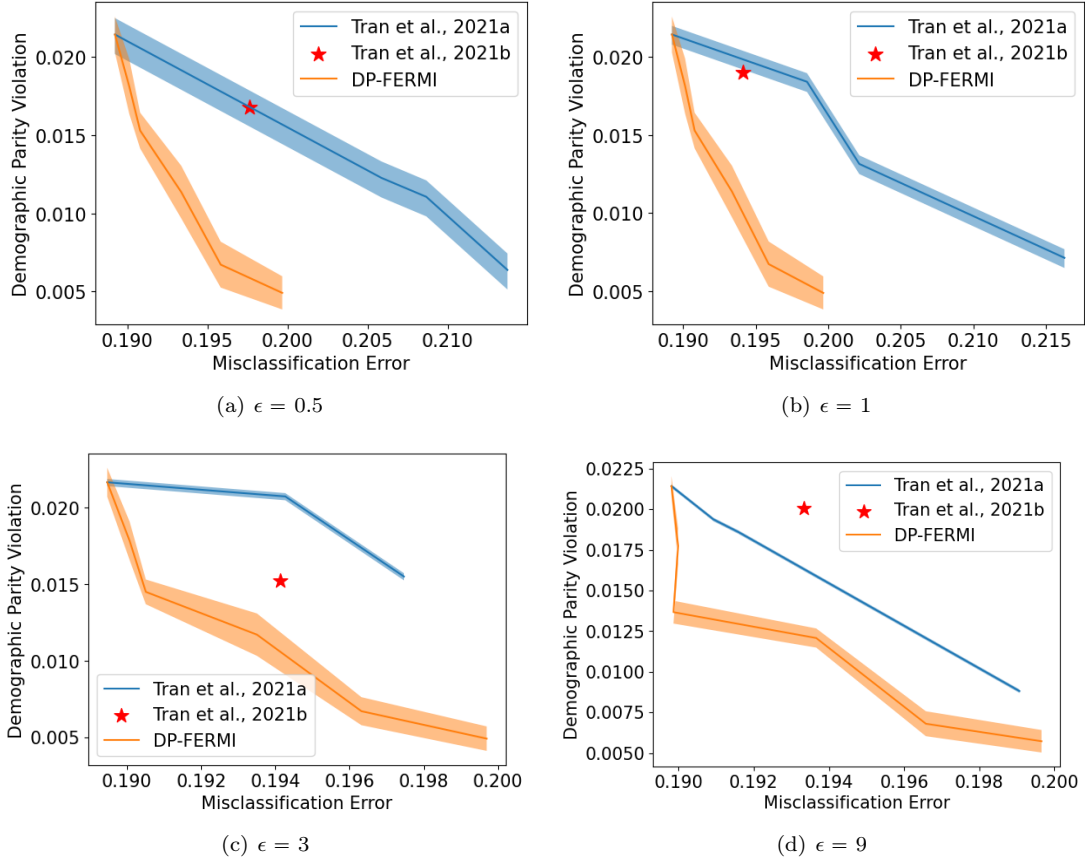 Tran et al., 2021a
Tran et al., 2021b
DP-FERMI
Demographic Parity Violation
0.020
0.015
0.010
0.005
0.190 0.195 0.200 0.205 0.210
Misclassification Error
(a) ϵ = 0.5
Tran et al., 2021a
Tran et al., 2021b
DP-FERMI
Demographic Parity Violation
0.020
0.015
0.010
0.005
0.190 0.195 0.200 0.205 0.210 0.215
Misclassification Error
(b) ϵ = 1
Demographic Parity Violation
0.020
0.015
0.010
0.005
Tran et al., 2021a
Tran et al., 2021b
DP-FERMI
0.190 0.192 0.194 0.196 0.198 0.200
Misclassification Error
(c) ϵ = 3
Tran et al., 2021a
Tran et al., 2021b
DP-FERMI
Demographic Parity Violation
0.0225
0.0200
0.0175
0.0150
0.0125
0.0100
0.0075
0.0050
0.190 0.192 0.194 0.196 0.198 0.200
Misclassification Error
(d) ϵ = 9